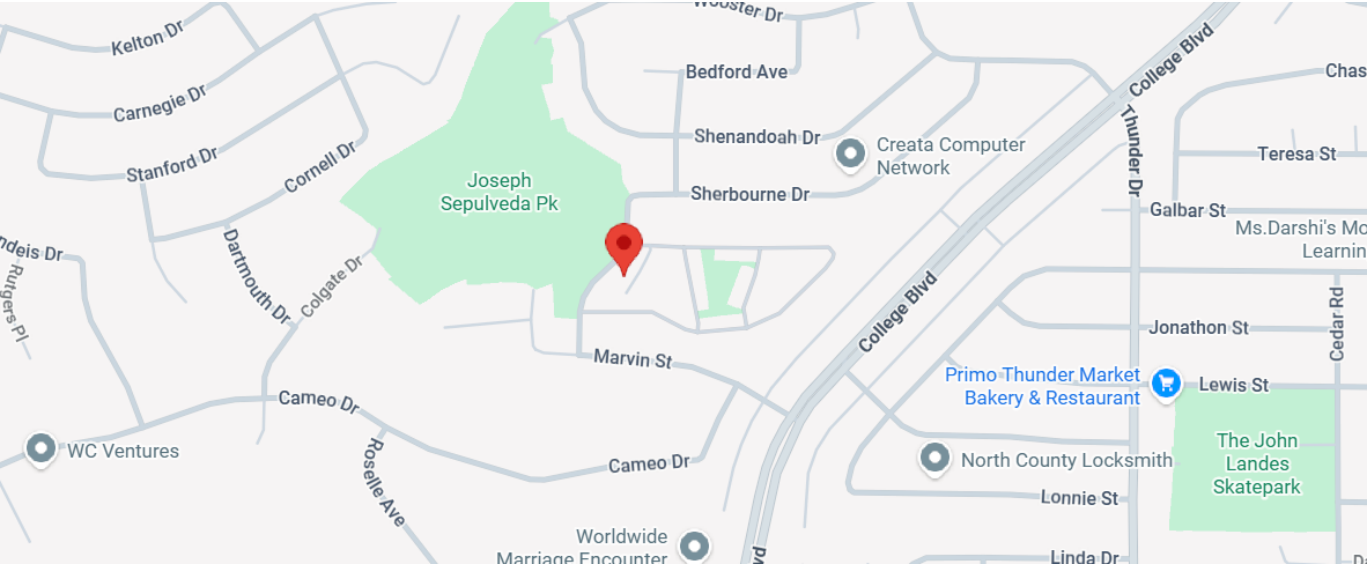 Wooster Dr
Kelton Dr
College Blvd
Bedford Ave
Chas
Carnegie Dr
Thunder Dr
Shenandoah Dr
Creata Computer
Network
Stanford Dr
Cornell Dr
Teresa St
Joseph
Sepulveda Pk
Sherbourne Dr
Galbar St
Ms.Darshi's Mo
Learnin
ndeis Dr
Rutgers Pl
Dartmouth Dr
Colgate Dr
College Blvd
Jonathon St
Cedar Rd
Marvin St
Primo Thunder Market
Bakery & Restaurant
Lewis St
Cameo Dr
WC Ventures
Roselle Ave
Cameo Dr
North County Locksmith
The John
Landes
Skatepark
Lonnie St
Worldwide
Marriage Encounter
vd
Linda Dr